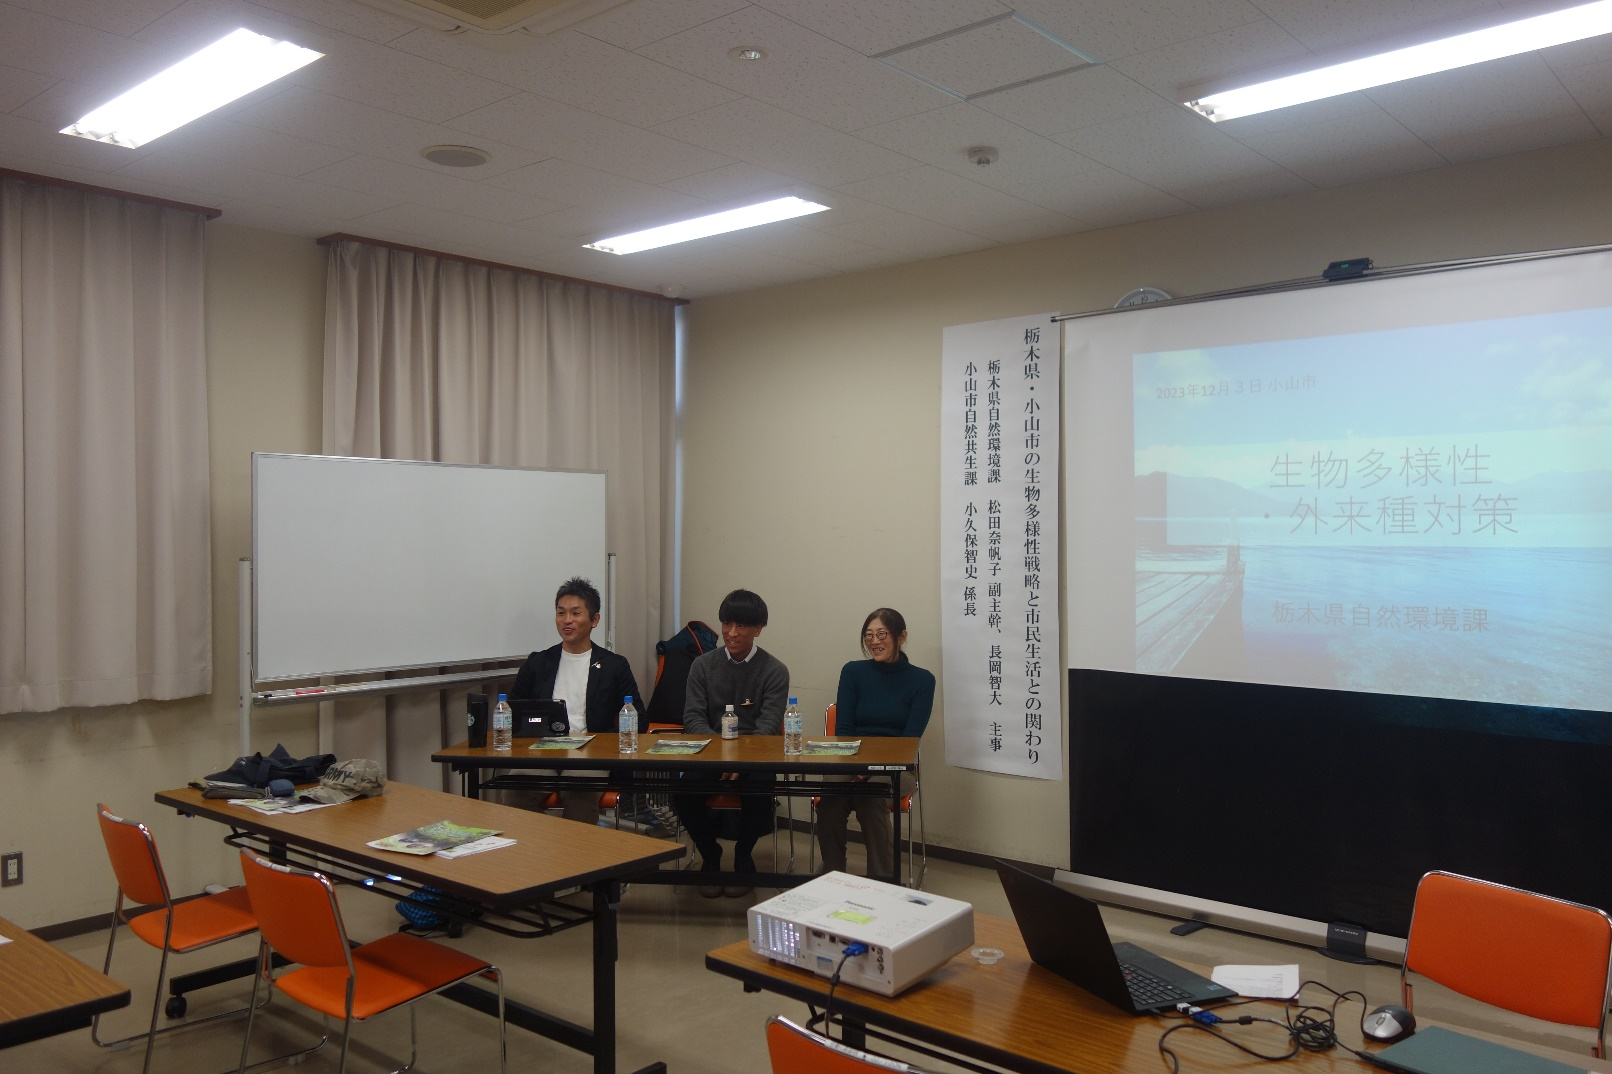 栃木県・小山市の生物多様性戦略と市民生活との関わり
栃木県自然環境課 松田奈帆子 副主幹、長岡智大 主事
小山市自然共生課 小久保智史 係長
2023年12月3日 小山市
生物多様性
・外来種対策
栃木県自然環境課
ARMY
Panasonic